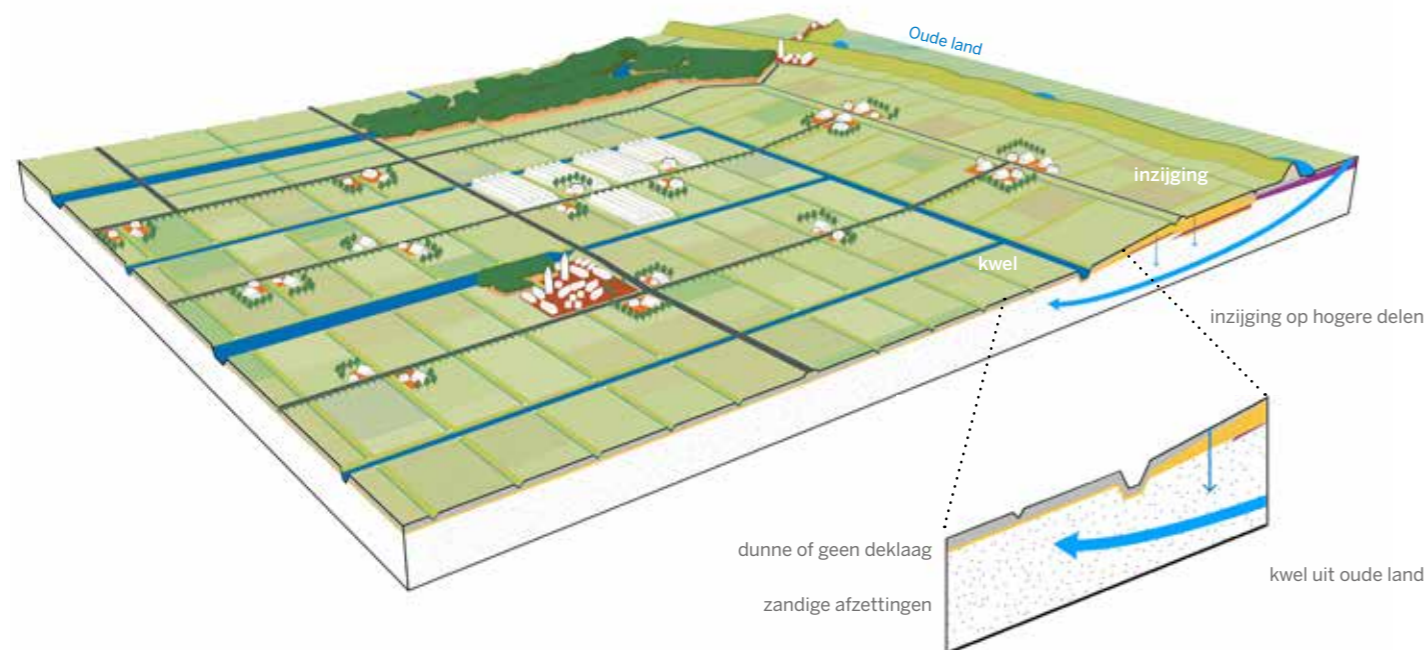 Oude land
inzijging
kwel
inzijging op hogere delen
dunne of geen deklaag
kwel uit oude land
zandige afzettingen